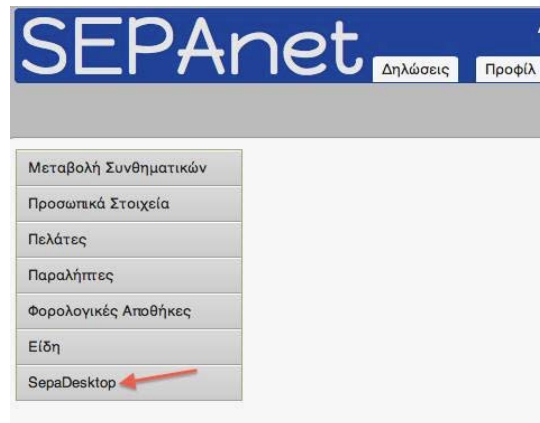 SEPAnet
Δηλώσεις
Προφίλ
Μεταβολή Συνθηματικών
Προσωπικά Στοιχεία
Πελάτες
Παραλήπτες
Φορολογικές Αποθήκες
Είδη
SepaDesktop